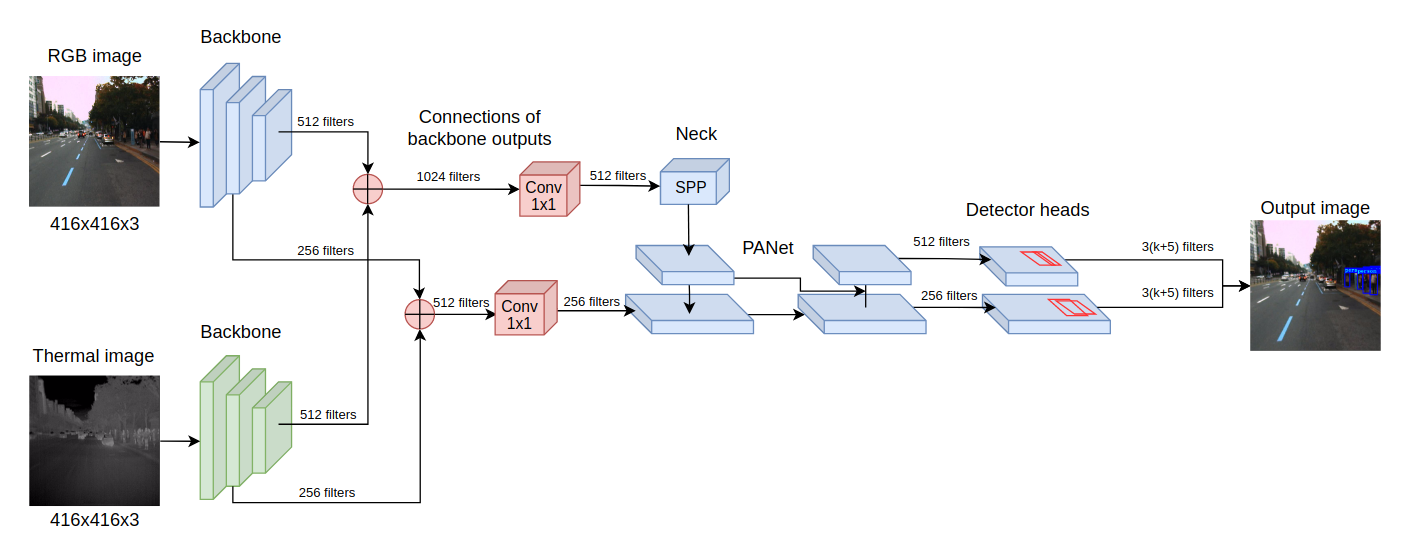 RGB image
416x416x3
Backbone
512 filters
256 filters
Thermal image
416x416x3
Backbone
512 filters
256 filters
Connections of
backbone outputs
1024 filters
Conv
1x1
512 filters
512 filters
Conv
1x1
256 filters
Neck
SPP
PANet
512 filters
256 filters
Detector heads
3(k+5) filters
3(k+5) filters
Output image